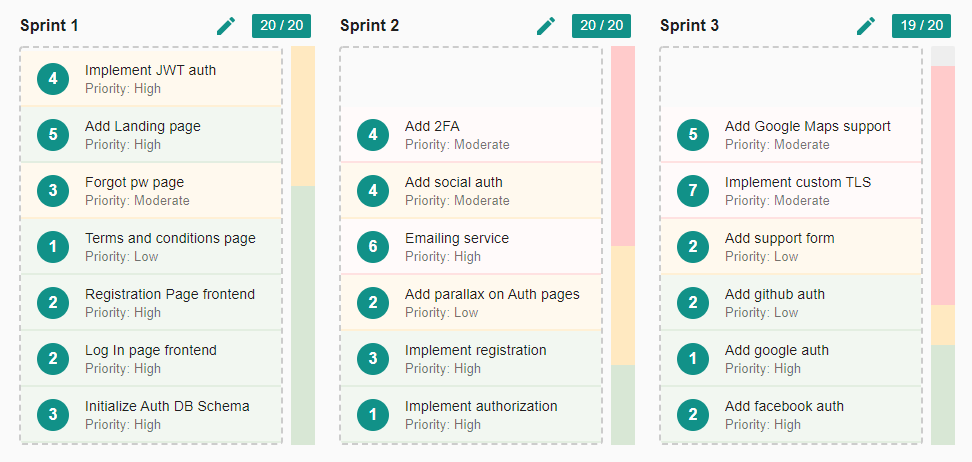 Sprint 1
20 / 20
4
Implement JWT auth
Priority: High
5
Add Landing page
Priority: High
3
Forgot pw page
Priority: Moderate
1
Terms and conditions page
Priority: Low
2
Registration Page frontend
Priority: High
2
Log In page frontend
Priority: High
3
Initialize Auth DB Schema
Priority: High
Sprint 2
20 / 20
4
Add 2FA
Priority: Moderate
4
Add social auth
Priority: Moderate
6
Emailing service
Priority: High
2
Add parallax on Auth pages
Priority: Low
3
Implement registration
Priority: High
1
Implement authorization
Priority: High
Sprint 3
19 / 20
5
Add Google Maps support
Priority: Moderate
7
Implement custom TLS
Priority: Moderate
2
Add support form
Priority: Low
2
Add github auth
Priority: Low
1
Add google auth
Priority: High
2
Add facebook auth
Priority: High